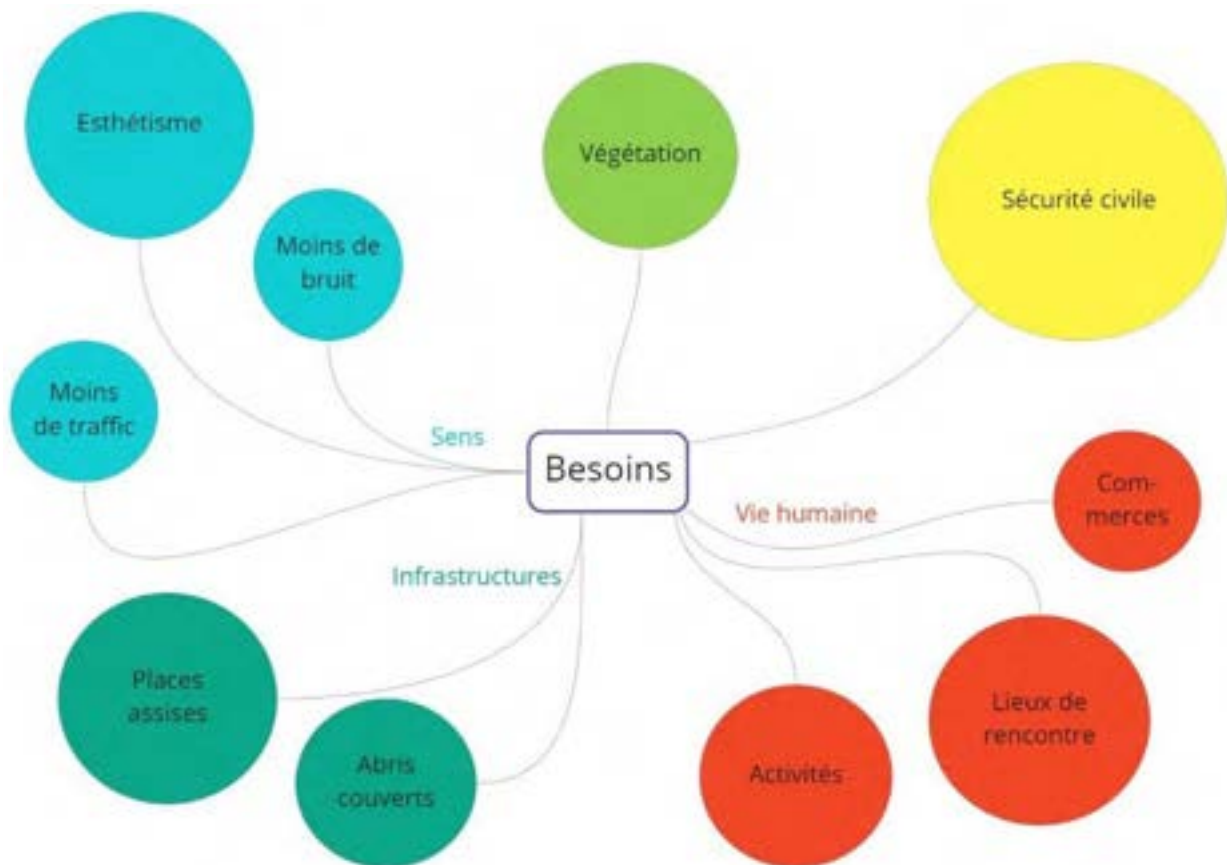 Esthétisme
Végétation
Sécurité civile
Moins de
bruit
Moins
de traffic
Sens
Besoins
Vie humaine
Com-
merces
Infrastructures
Places
assises
Abris
couverts
Activités
Lieux de
rencontre